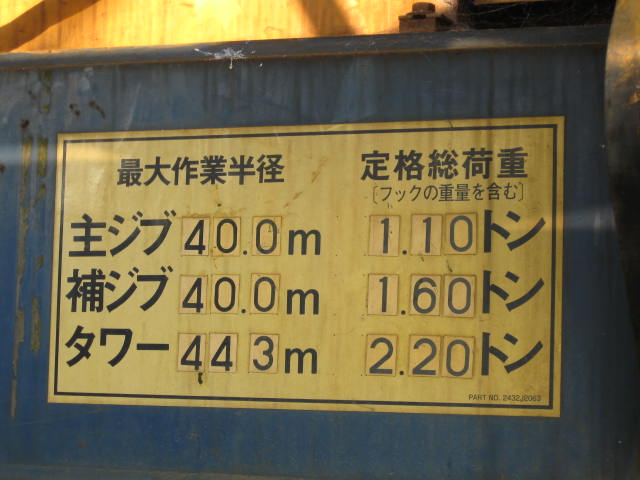 最大作業半径 定格総荷重
〔フックの重量を含む〕
主ジブ 40.0m 1.10トン
補ジブ 40.0m 1.60トン
タワー 44.3m 2.20トン
PART NO. 2432J2063